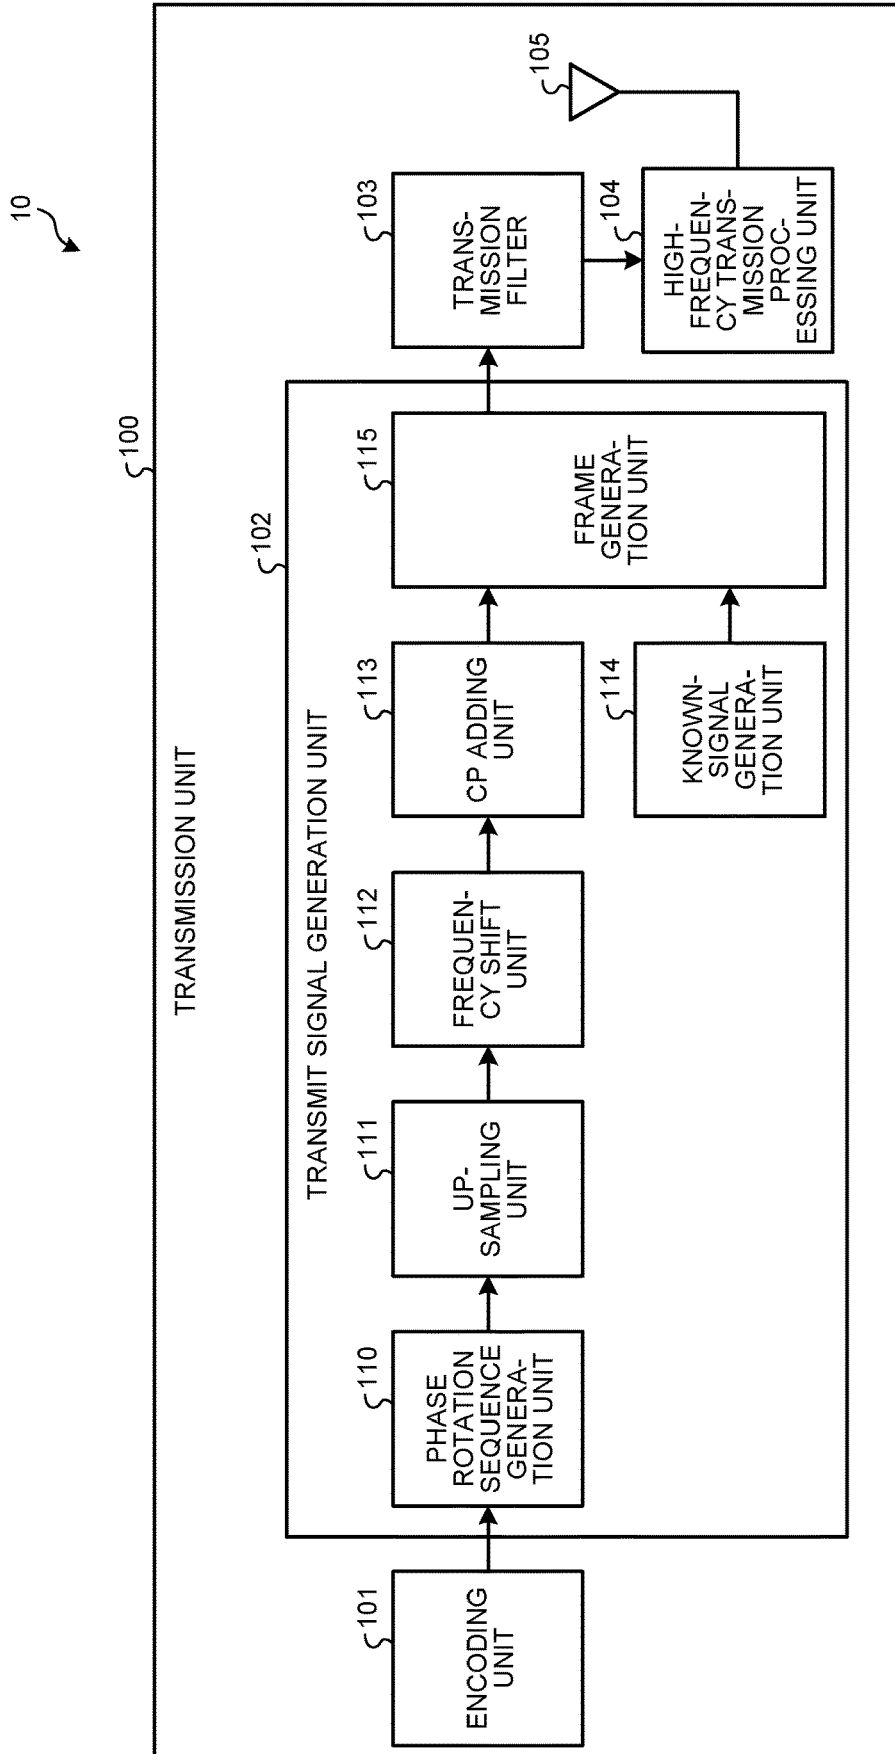 10
100
TRANSMISSION UNIT
102
TRANSMIT SIGNAL GENERATION UNIT
101
ENCODING
UNIT
110
PHASE
ROTATION
SEQUENCE
GENERA-
TION UNIT
111
UP-
SAMPLING
UNIT
112
FREQUEN-
CY SHIFT
UNIT
113
CP ADDING
UNIT
114
KNOWN-
SIGNAL
GENERA-
TION UNIT
115
FRAME
GENERA-
TION UNIT
103
TRANS-
MISSION
FILTER
104
HIGH-
FREQUEN-
CY TRANS-
MISSION
PROC-
ESSING UNIT
105